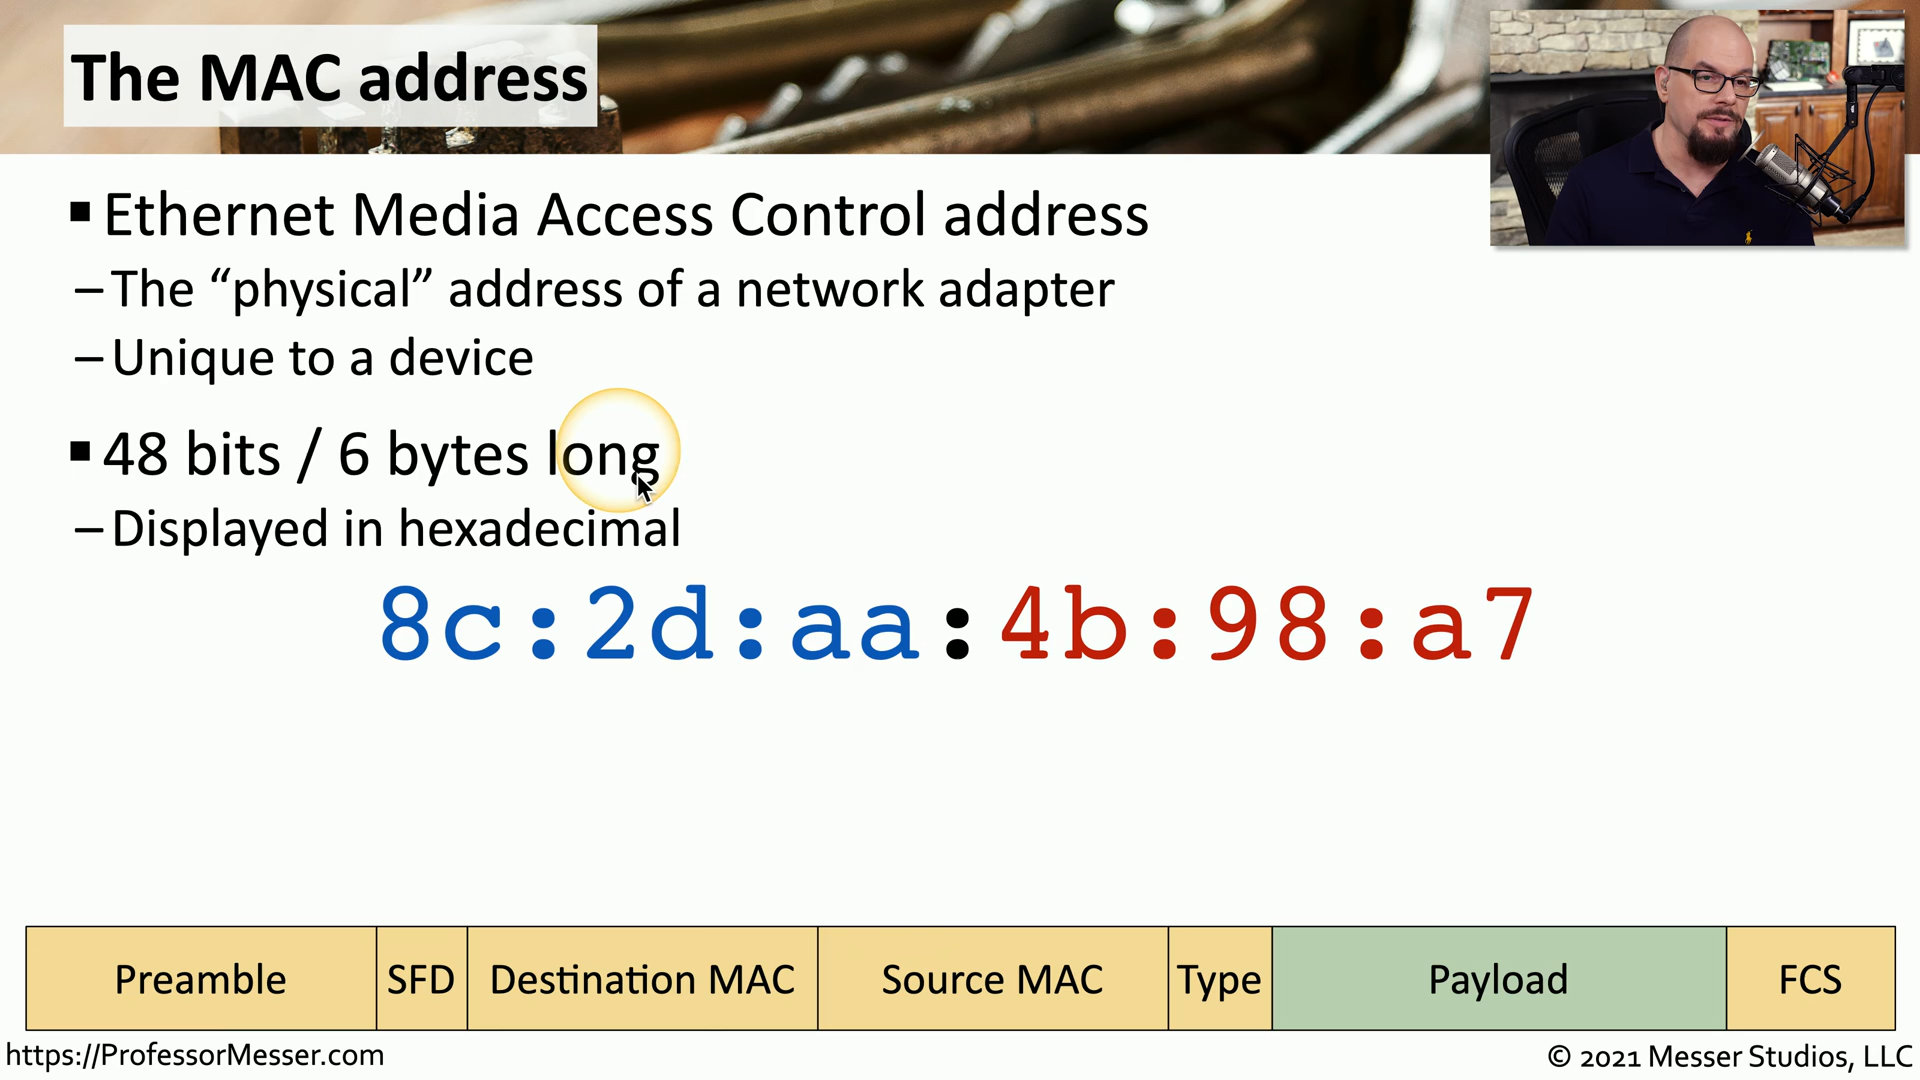 The MAC address
▪ Ethernet Media Access Control address
– The “physical” address of a network adapter
– Unique to a device
▪ 48 bits / 6 bytes long
– Displayed in hexadecimal
8c:2d:aa:4b:98:a7
Preamble SFD Destination MAC Source MAC Type Payload FCS
https://ProfessorMesser.com © 2021 Messer Studios, LLC